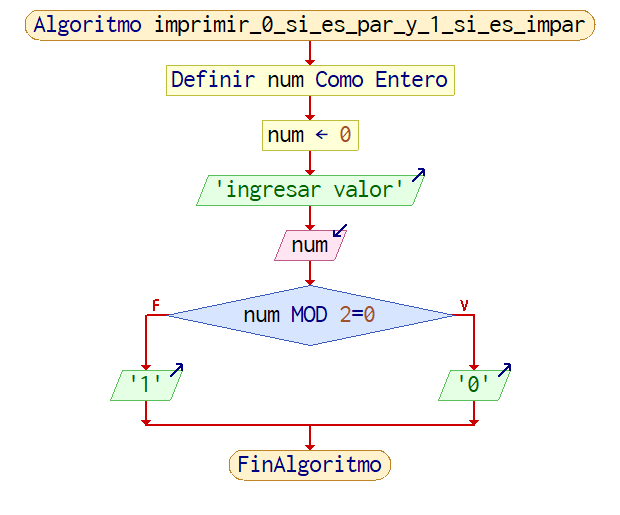 Algoritmo imprimir_0_si_es_par_y_1_si_es_impar
Definir num Como Entero
num ← 0
'ingresar valor'
num
F
V
num MOD 2=0
'1'
'0'
FinAlgoritmo